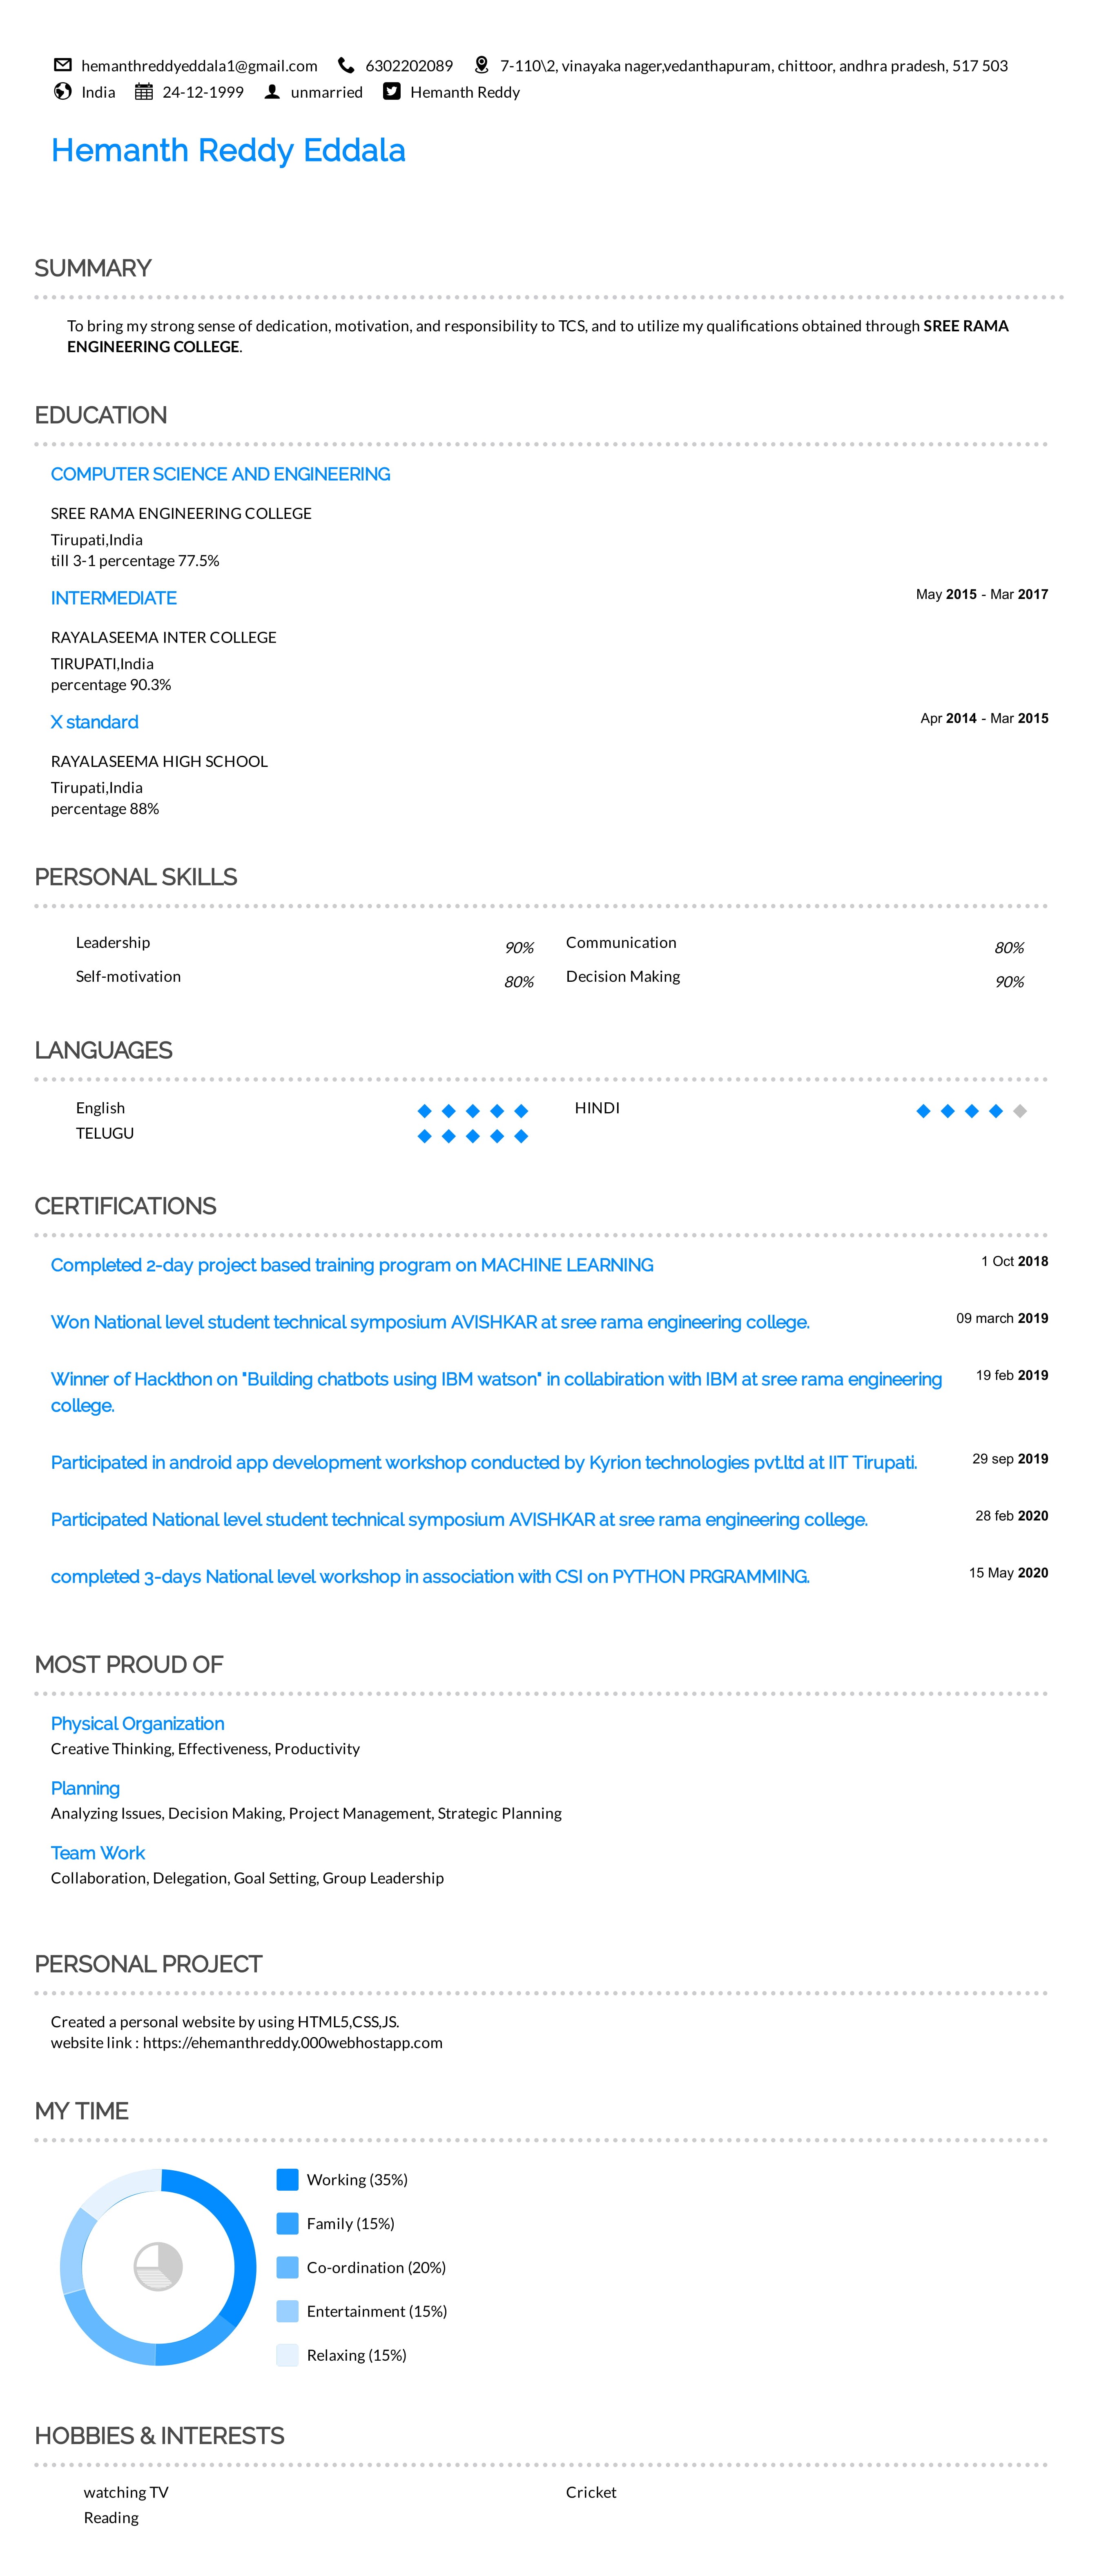 hemanthreddyeddala1@gmail.com 6302202089 7-110\2, vinayaka nager,vedanthapuram, chittoor, andhra pradesh, 517 503
India 24-12-1999 unmarried Hemanth Reddy
Hemanth Reddy Eddala
SUMMARY
To bring my strong sense of dedication, motivation, and responsibility to TCS, and to utilize my qualifications obtained through SREE RAMA
ENGINEERING COLLEGE.
EDUCATION
COMPUTER SCIENCE AND ENGINEERING
SREE RAMA ENGINEERING COLLEGE
Tirupati,India
till 3-1 percentage 77.5%
INTERMEDIATE May 2015 - Mar 2017
RAYALASEEMA INTER COLLEGE
TIRUPATI,India
percentage 90.3%
X standard Apr 2014 - Mar 2015
RAYALASEEMA HIGH SCHOOL
Tirupati,India
percentage 88%
PERSONAL SKILLS
Leadership 90% Communication 80%
Self-motivation 80% Decision Making 90%
LANGUAGES
English HINDI
TELUGU
CERTIFICATIONS
Completed 2-day project based training program on MACHINE LEARNING 1 Oct 2018
Won National level student technical symposium AVISHKAR at sree rama engineering college. 09 march 2019
Winner of Hackthon on "Building chatbots using IBM watson" in collabiration with IBM at sree rama engineering 19 feb 2019
college.
Participated in android app development workshop conducted by Kyrion technologies pvt.ltd at IIT Tirupati. 29 sep 2019
Participated National level student technical symposium AVISHKAR at sree rama engineering college. 28 feb 2020
completed 3-days National level workshop in association with CSI on PYTHON PRGRAMMING. 15 May 2020
MOST PROUD OF
Physical Organization
Creative Thinking, Effectiveness, Productivity
Planning
Analyzing Issues, Decision Making, Project Management, Strategic Planning
Team Work
Collaboration, Delegation, Goal Setting, Group Leadership
PERSONAL PROJECT
Created a personal website by using HTML5,CSS,JS.
website link : https://ehemanthreddy.000webhostapp.com
MY TIME
Working (35%)
Family (15%)
Co-ordination (20%)
Entertainment (15%)
Relaxing (15%)
HOBBIES & INTERESTS
watching TV Cricket
Reading